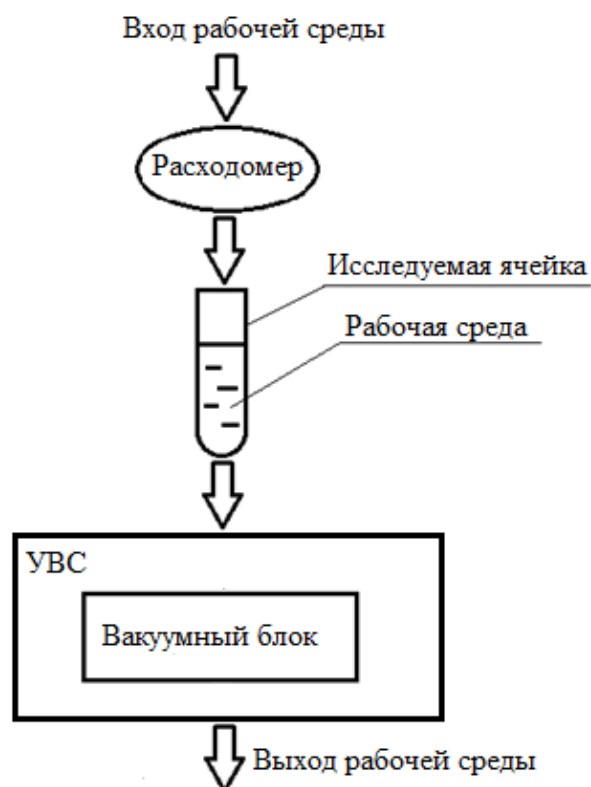 Вход рабочей среды
Расходомер
Исследуемая ячейка
Рабочая среда
УВС
Вакуумный блок
Выход рабочей среды